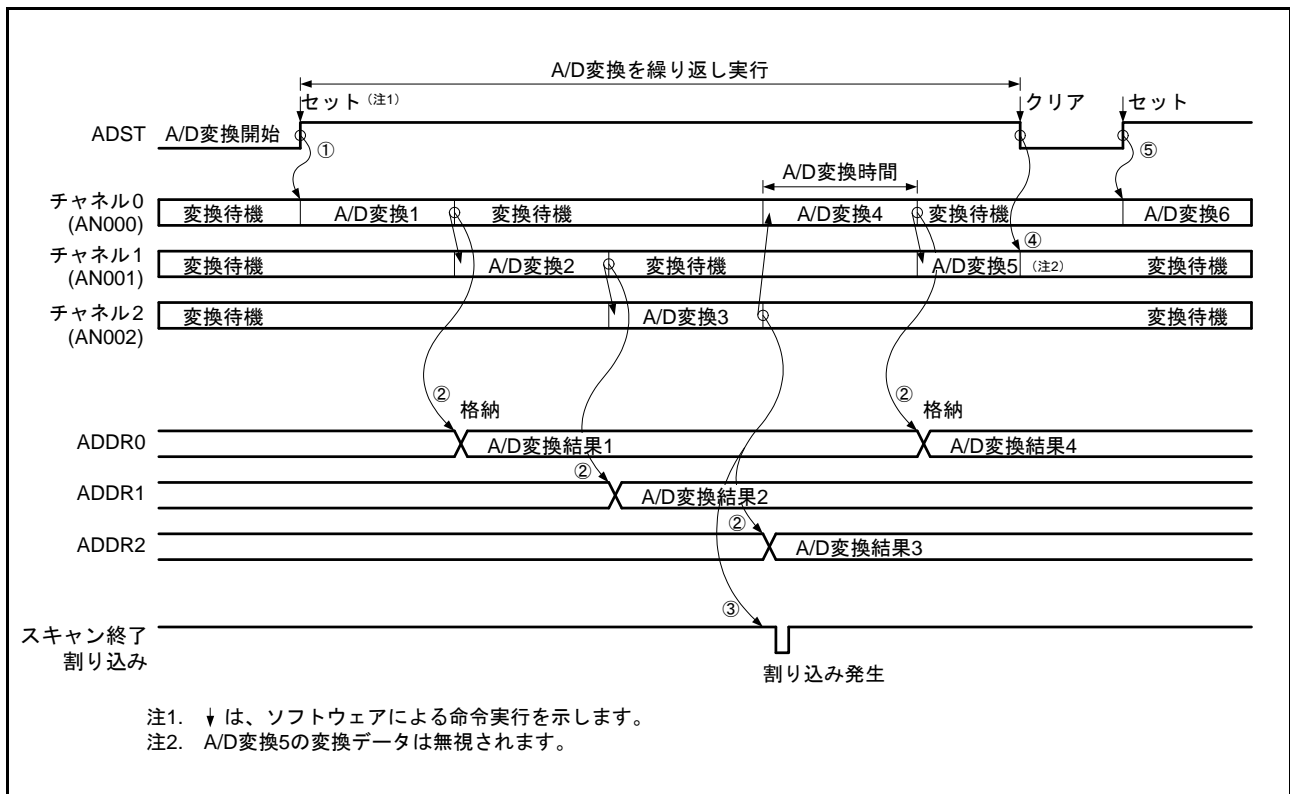 A/D変換を繰り返し実行
セット（注1）
クリア
セット
ADST
A/D変換開始
①
⑤
A/D変換時間
チャネル0
(AN000)
変換待機
A/D変換1
変換待機
A/D変換4
変換待機
A/D変換6
④
チャネル1
(AN001)
変換待機
A/D変換2
変換待機
A/D変換5
（注2）
変換待機
チャネル2
(AN002)
変換待機
A/D変換3
変換待機
②
格納
②
格納
ADDR0
A/D変換結果1
A/D変換結果4
②
ADDR1
A/D変換結果2
②
ADDR2
A/D変換結果3
③
スキャン終了
割り込み
割り込み発生
注1. ↓は、ソフトウェアによる命令実行を示します。
注2. A/D変換5の変換データは無視されます。